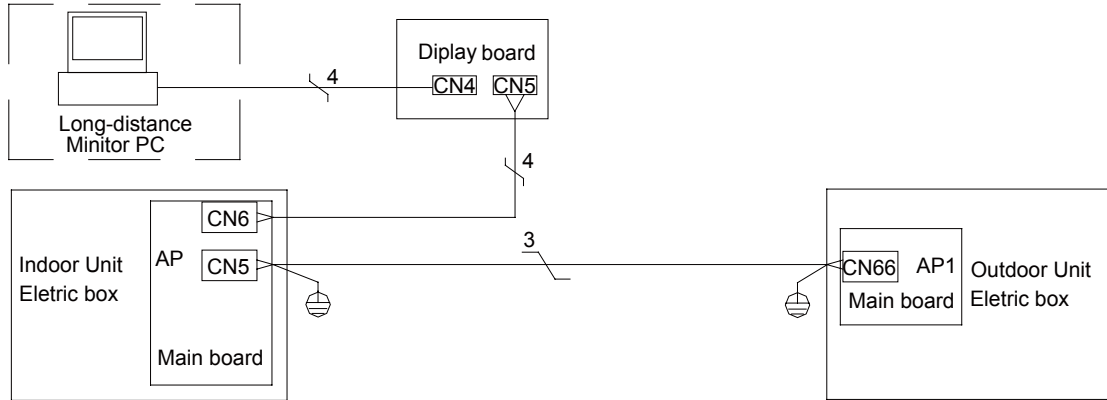 Diplay board
4
CN4 CN5
Long-distance
Minitor PC
4
CN6
3
AP
CN5
Indoor Unit
Eletric box
CN66 AP1
Main board
Outdoor Unit
Eletric box
Main board